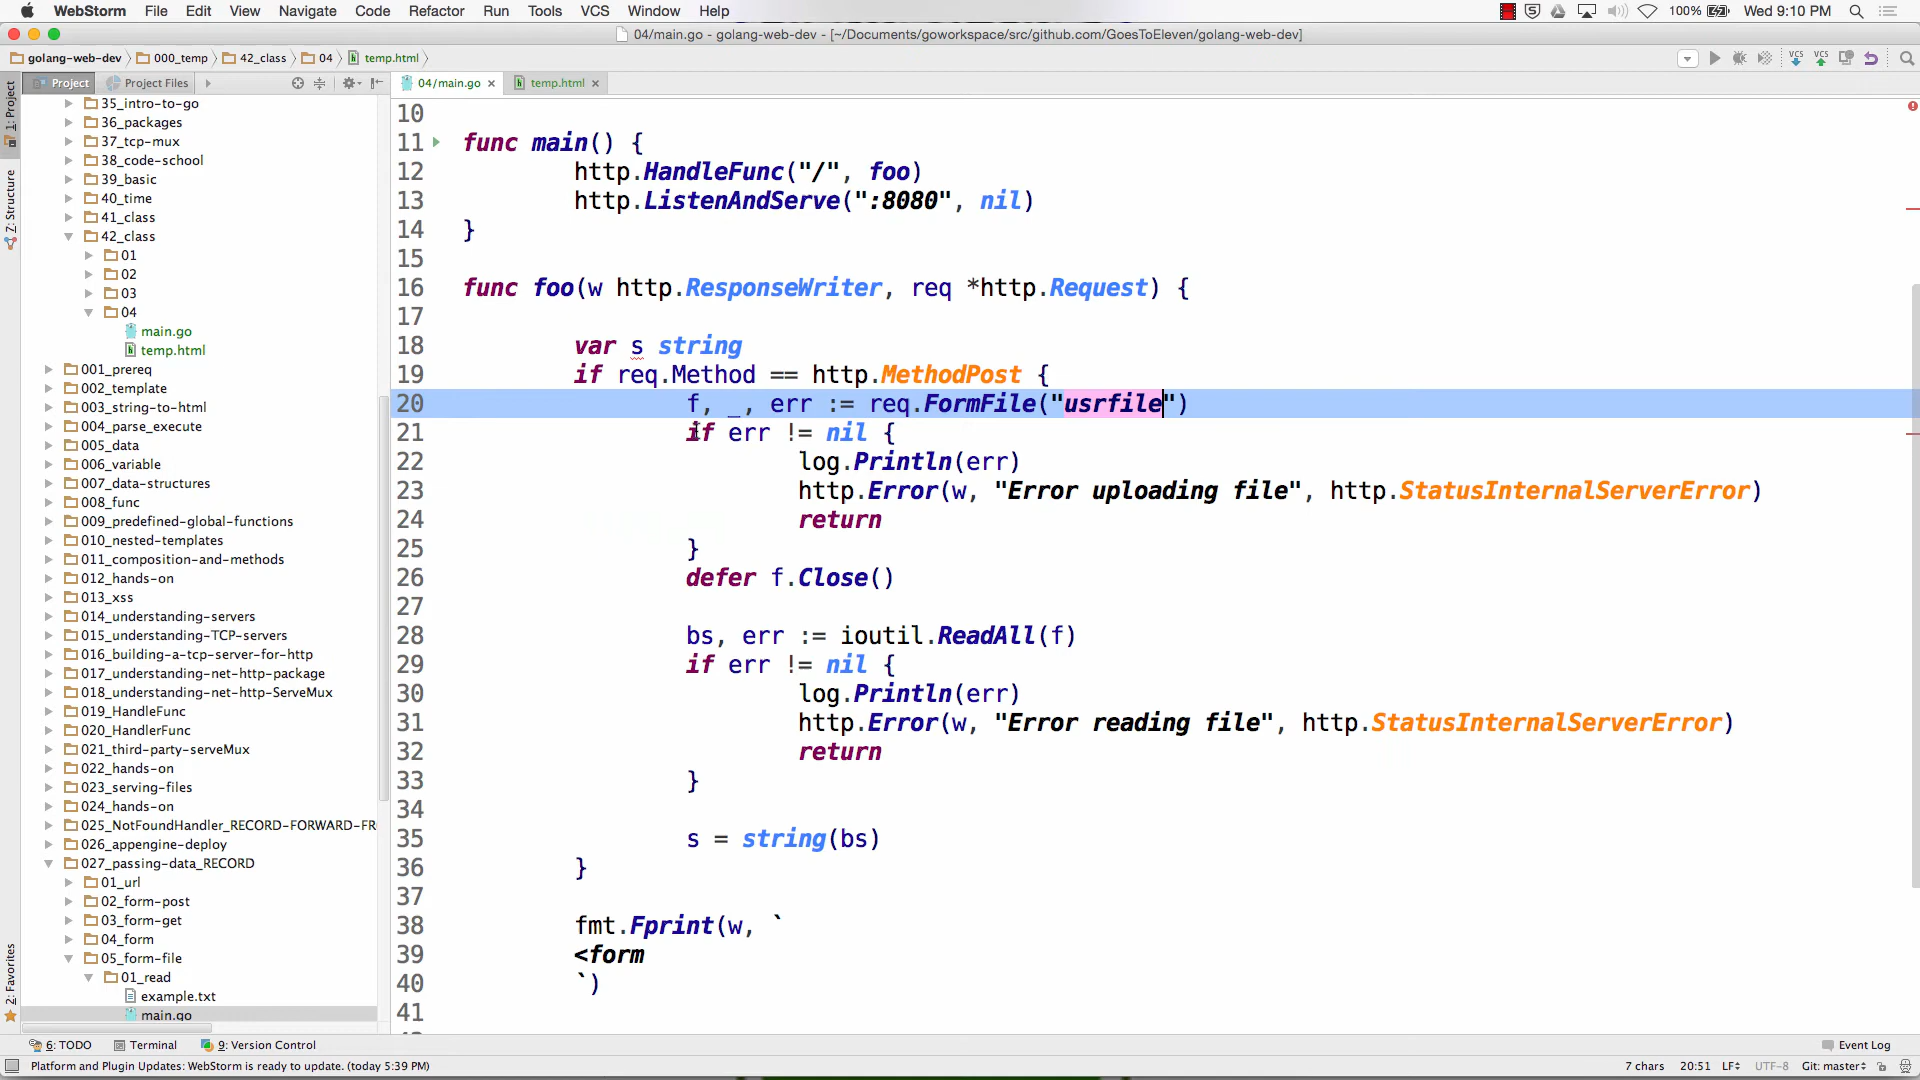 WebStorm File Edit View Navigate Code Refactor Run Tools VCS Window Help 100% Wed 9:10 PM
04/main.go - golang-web-dev - [~/Documents/goworkspace/src/github.com/GoesToEleven/golang-web-dev]
golang-web-dev 000_temp 42_class 04 temp.html
Project Project Files 04/main.go temp.html
1: Project
Z: Structure
2: Favorites
35_intro-to-go
36_packages
37_tcp-mux
38_code-school
39_basic
40_time
41_class
42_class
01
02
03
04
main.go
temp.html
001_prereq
002_template
003_string-to-html
004_parse_execute
005_data
006_variable
007_data-structures
008_func
009_predefined-global-functions
010_nested-templates
011_composition-and-methods
012_hands-on
013_xss
014_understanding-servers
015_understanding-TCP-servers
016_building-a-tcp-server-for-http
017_understanding-net-http-package
018_understanding-net-http-ServeMux
019_HandleFunc
020_HandlerFunc
021_third-party-serveMux
022_hands-on
023_serving-files
024_hands-on
025_NotFoundHandler_RECORD-FORWARD-FR
026_appengine-deploy
027_passing-data_RECORD
01_url
02_form-post
03_form-get
04_form
05_form-file
01_read
example.txt
main.go
10
11 func main() {
12 http.HandleFunc("/", foo)
13 http.ListenAndServe(":8080", nil)
14 }
15
16 func foo(w http.ResponseWriter, req *http.Request) {
17
18 var s string
19 if req.Method == http.MethodPost {
20 f, _, err := req.FormFile("usrfile")
21 if err != nil {
22 log.Println(err)
23 http.Error(w, "Error uploading file", http.StatusInternalServerError)
24 return
25 }
26 defer f.Close()
27
28 bs, err := ioutil.ReadAll(f)
29 if err != nil {
30 log.Println(err)
31 http.Error(w, "Error reading file", http.StatusInternalServerError)
32 return
33 }
34
35 s = string(bs)
36 }
37
38 fmt.Fprint(w, `
39 <form
40 `)
41
6: TODO Terminal 9: Version Control Event Log
Platform and Plugin Updates: WebStorm is ready to update. (today 5:39 PM) 7 chars 20:51 LF UTF-8 Git: master